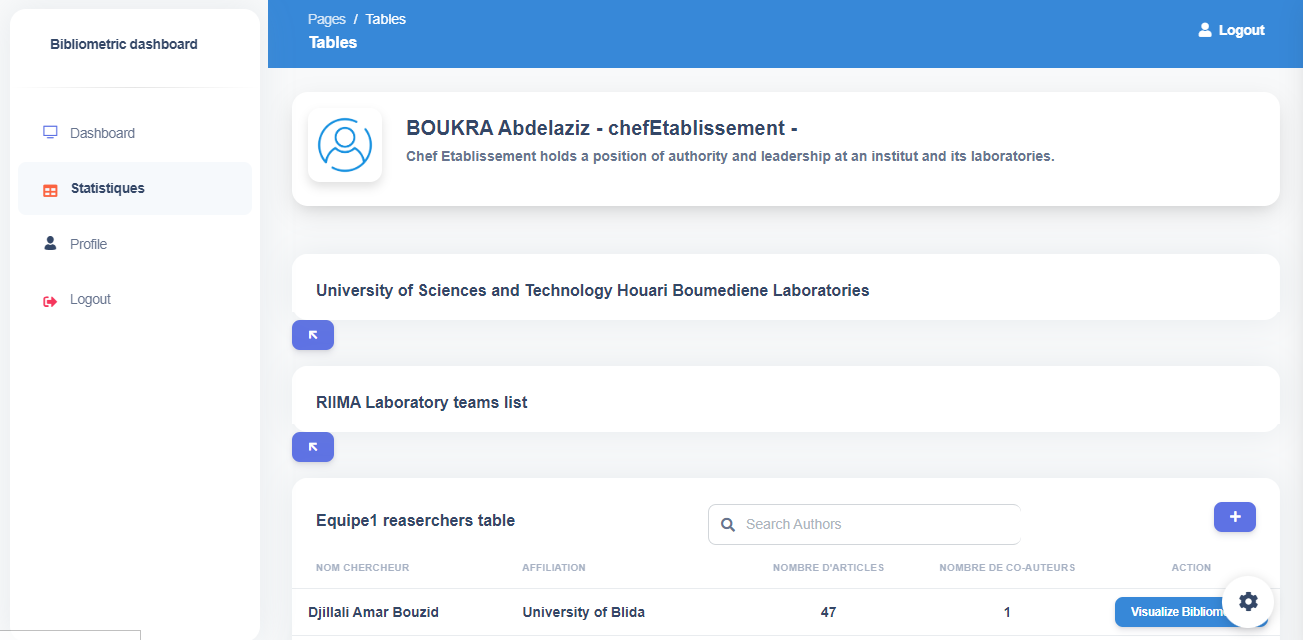 Bibliometric dashboard
Dashboard
Statistiques
Profile
Logout
Pages / Tables
Tables
Logout
BOUKRA Abdelaziz - chefEtablissement -
Chef Etablissement holds a position of authority and leadership at an institut and its laboratories.
University of Sciences and Technology Houari Boumediene Laboratories
RIIMA Laboratory teams list
Equipe1 reaserchers table
Search Authors
NOM CHERCHEUR AFFILIATION NOMBRE D'ARTICLES NOMBRE DE CO-AUTEURS ACTION
Djillali Amar Bouzid University of Blida 47 1 Visualize Bibliom